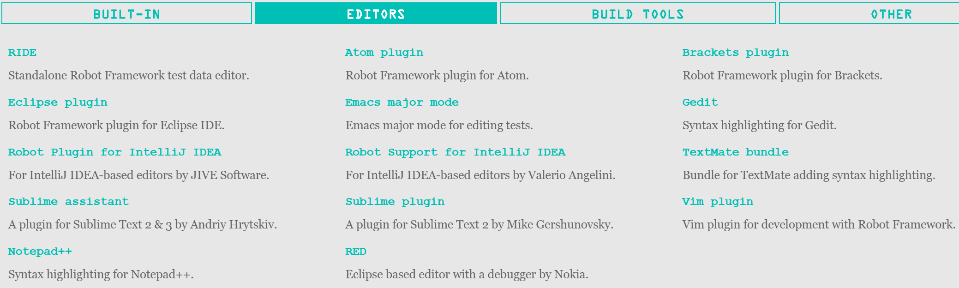 BUILT-IN
EDITORS
BUILD TOOLS
OTHER
RIDE
Standalone Robot Framework test data editor.
Atom plugin
Robot Framework plugin for Atom.
Brackets plugin
Robot Framework plugin for Brackets.
Eclipse plugin
Robot Framework plugin for Eclipse IDE.
Emacs major mode
Emacs major mode for editing tests.
Gedit
Syntax highlighting for Gedit.
Robot Plugin for IntelliJ IDEA
For IntelliJ IDEA-based editors by JIVE Software.
Robot Support for IntelliJ IDEA
For IntelliJ IDEA-based editors by Valerio Angelini.
TextMate bundle
Bundle for TextMate adding syntax highlighting.
Sublime assistant
A plugin for Sublime Text 2 & 3 by Andriy Hrytskiv.
Sublime plugin
A plugin for Sublime Text 2 by Mike Gershunovsky.
Vim plugin
Vim plugin for development with Robot Framework.
Notepad++
Syntax highlighting for Notepad++.
RED
Eclipse based editor with a debugger by Nokia.